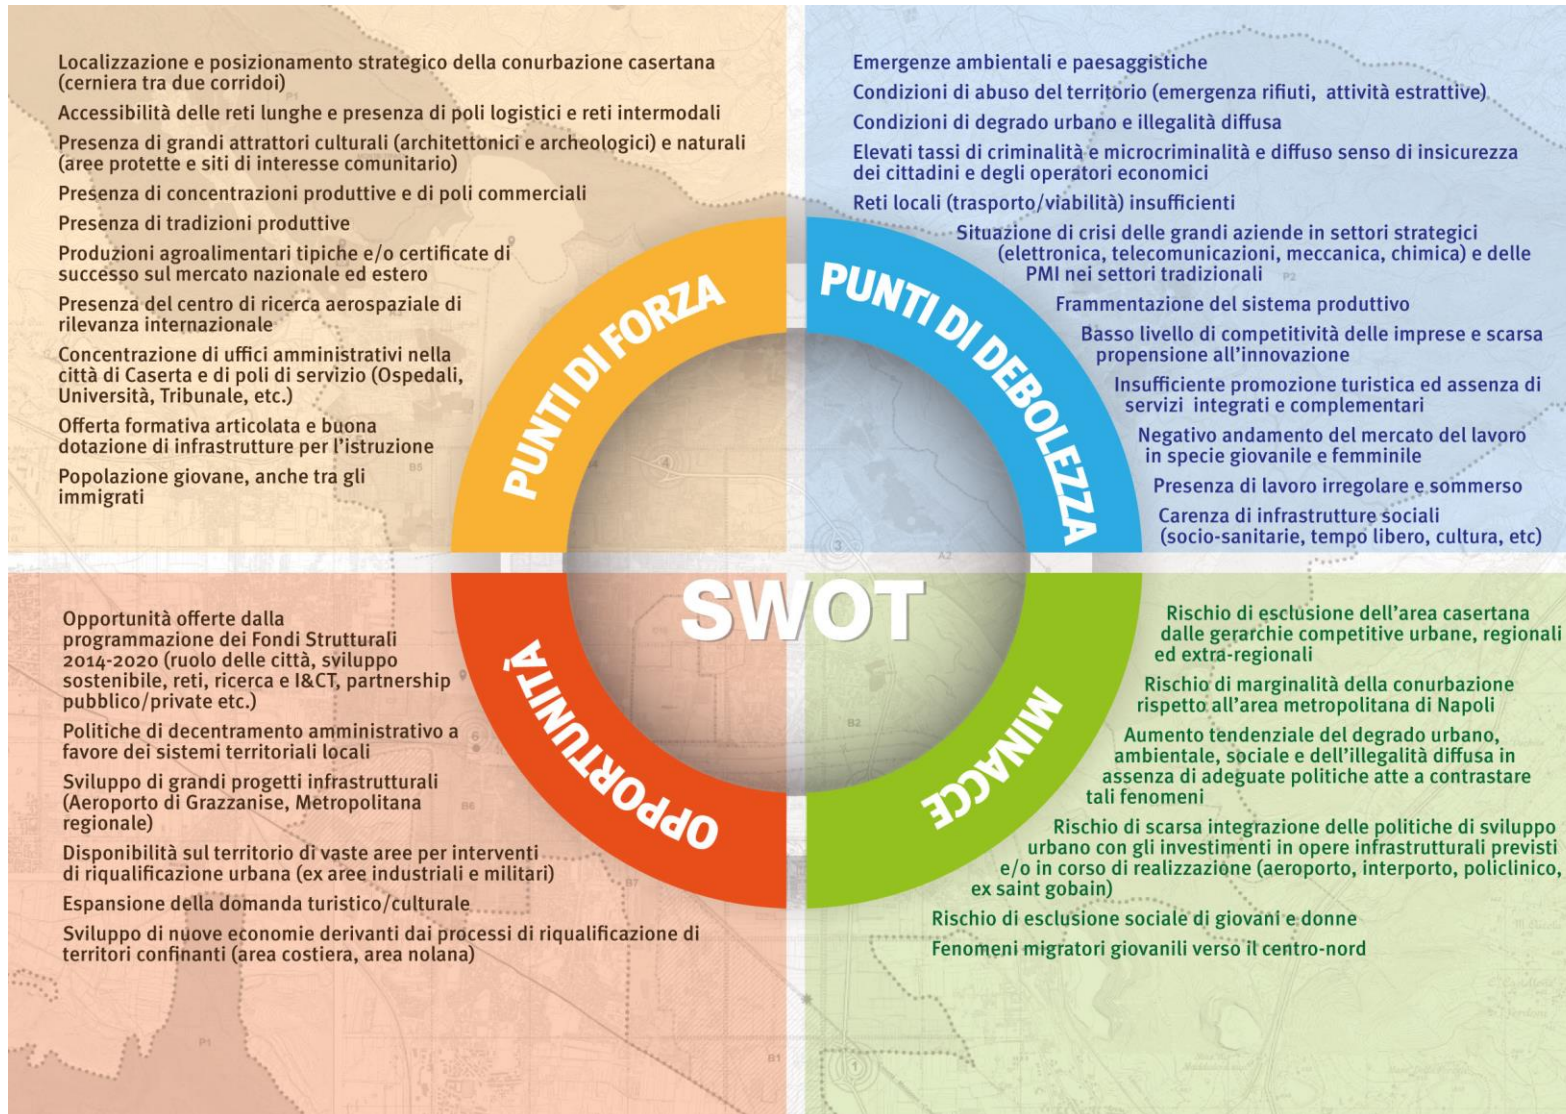 Localizzazione e posizionamento strategico della conurbazione casertana
(cerniera tra due corridoi)
Accessibilità delle reti lunghe e presenza di poli logistici e reti intermodali
Presenza di grandi attrattori culturali (architettonici e archeologici) e naturali
(aree protette e siti di interesse comunitario)
Presenza di concentrazioni produttive e di poli commerciali
Presenza di tradizioni produttive
Produzioni agroalimentari tipiche e/o certificate di
successo sul mercato nazionale ed estero
Presenza del centro di ricerca aerospaziale di
rilevanza internazionale
Concentrazione di uffici amministrativi nella
città di Caserta e di poli di servizio (Ospedali,
Università, Tribunale, etc.)
Offerta formativa articolata e buona
dotazione di infrastrutture per l'istruzione
Popolazione giovane, anche tra gli
immigrati
PUNTI DI FORZA
Emergenze ambientali e paesaggistiche
Condizioni di abuso del territorio (emergenza rifiuti, attività estrattive)
Condizioni di degrado urbano e illegalità diffusa
Elevati tassi di criminalità e microcriminalità e diffuso senso di insicurezza
dei cittadini e degli operatori economici
Reti locali (trasporto/viabilità) insufficienti
Situazione di crisi delle grandi aziende in settori strategici
(elettronica, telecomunicazioni, meccanica, chimica) e delle
PMI nei settori tradizionali
Frammentazione del sistema produttivo
Basso livello di competitività delle imprese e scarsa
propensione all'innovazione
Insufficiente promozione turistica ed assenza di
servizi integrati e complementari
Negativo andamento del mercato del lavoro
in specie giovanile e femminile
Presenza di lavoro irregolare e sommerso
Carenza di infrastrutture sociali
(socio-sanitarie, tempo libero, cultura, etc)
PUNTI DI DEBOLEZZA
SWOT
Opportunità offerte dalla
programmazione dei Fondi Strutturali
2014-2020 (ruolo delle città, sviluppo
sostenibile, reti, ricerca e I&CT, partnership
pubblico/private etc.)
Politiche di decentramento amministrativo a
favore dei sistemi territoriali locali
Sviluppo di grandi progetti infrastrutturali
(Aeroporto di Grazzanise, Metropolitana
regionale)
Disponibilità sul territorio di vaste aree per interventi
di riqualificazione urbana (ex aree industriali e militari)
Espansione della domanda turistico/culturale
Sviluppo di nuove economie derivanti dai processi di riqualificazione di
territori confinanti (area costiera, area nolana)
OPPORTUNITÀ
Rischio di esclusione dell'area casertana
dalle gerarchie competitive urbane, regionali
ed extra-regionali
Rischio di marginalità della conurbazione
rispetto all'area metropolitana di Napoli
Aumento tendenziale del degrado urbano,
ambientale, sociale e dell'illegalità diffusa in
assenza di adeguate politiche atte a contrastare
tali fenomeni
Rischio di scarsa integrazione delle politiche di sviluppo
urbano con gli investimenti in opere infrastrutturali previsti
e/o in corso di realizzazione (aeroporto, interporto, policlinico,
ex saint gobain)
Rischio di esclusione sociale di giovani e donne
Fenomeni migratori giovanili verso il centro-nord
MINACCE
P1
B5
4
P2
3
A2
B2
6
B6
B7
P1
B1
1